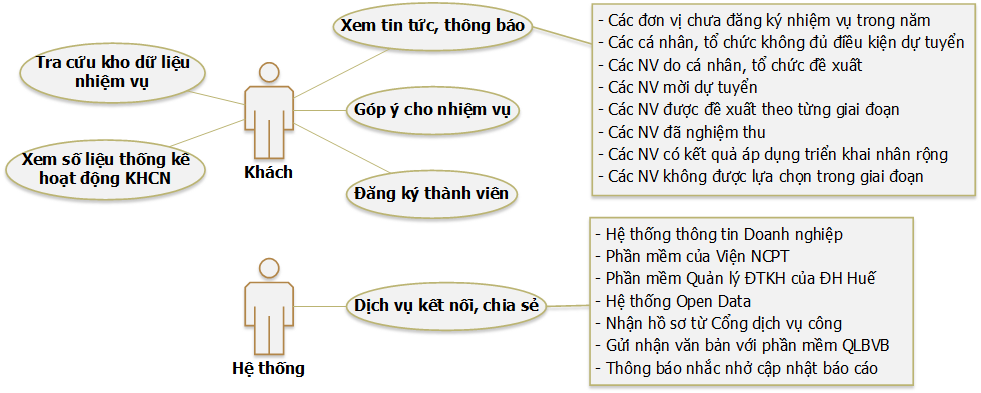 Xem tin tức, thông báo
Tra cứu kho dữ liệu
nhiệm vụ
Góp ý cho nhiệm vụ
Xem số liệu thống kê
hoạt động KHCN
Khách
Đăng ký thành viên
- Các đơn vị chưa đăng ký nhiệm vụ trong năm
- Các cá nhân, tổ chức không đủ điều kiện dự tuyển
- Các NV do cá nhân, tổ chức đề xuất
- Các NV mời dự tuyển
- Các NV được đề xuất theo từng giai đoạn
- Các NV đã nghiệm thu
- Các NV có kết quả áp dụng triển khai nhân rộng
- Các NV không được lựa chọn trong giai đoạn
Hệ thống
Dịch vụ kết nối, chia sẻ
- Hệ thống thông tin Doanh nghiệp
- Phần mềm của Viện NCPT
- Phần mềm Quản lý ĐTKH của ĐH Huế
- Hệ thống Open Data
- Nhận hồ sơ từ Cổng dịch vụ công
- Gửi nhận văn bản với phần mềm QLBVB
- Thông báo nhắc nhở cập nhật báo cáo